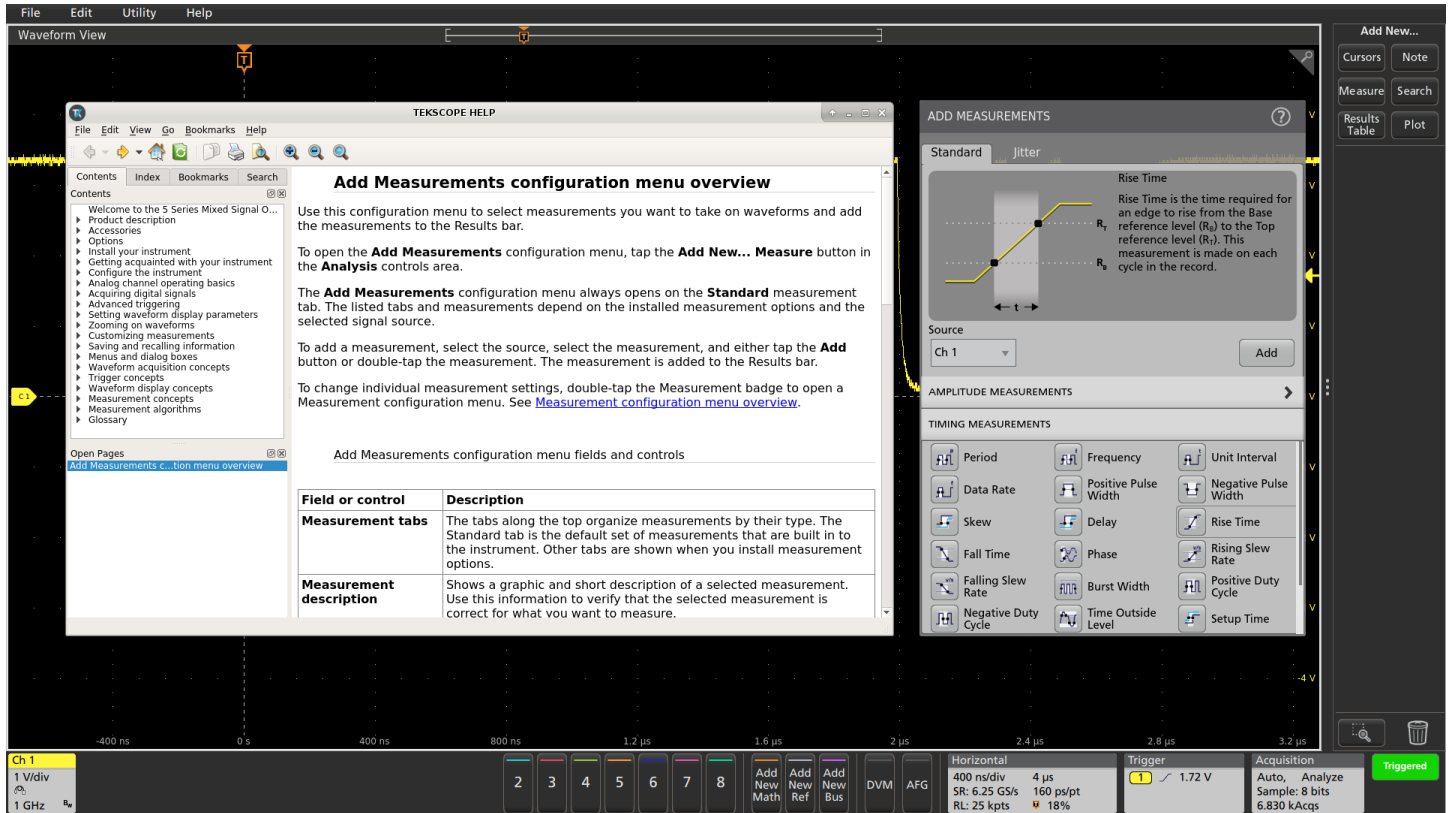 File Edit Utility Help
Waveform View
T
T
Add New...
Cursors Note
Measure Search
Results Table Plot
TEKSCOPE HELP
File Edit View Go Bookmarks Help
Contents Index Bookmarks Search
Contents
Welcome to the 5 Series Mixed Signal O...
Product description
Accessories
Options
Install your instrument
Getting acquainted with your instrument
Configure the instrument
Analog channel operating basics
Acquiring digital signals
Advanced triggering
Setting waveform display parameters
Zooming on waveforms
Customizing measurements
Saving and recalling information
Menus and dialog boxes
Waveform acquisition concepts
Trigger concepts
Waveform display concepts
Measurement concepts
Measurement algorithms
Glossary
Open Pages
Add Measurements c...tion menu overview
Add Measurements configuration menu overview
Use this configuration menu to select measurements you want to take on waveforms and add
the measurements to the Results bar.
To open the Add Measurements configuration menu, tap the Add New... Measure button in
the Analysis controls area.
The Add Measurements configuration menu always opens on the Standard measurement
tab. The listed tabs and measurements depend on the installed measurement options and the
selected signal source.
To add a measurement, select the source, select the measurement, and either tap the Add
button or double-tap the measurement. The measurement is added to the Results bar.
To change individual measurement settings, double-tap the Measurement badge to open a
Measurement configuration menu. See Measurement configuration menu overview.
Add Measurements configuration menu fields and controls
Field or control Description
Measurement tabs
The tabs along the top organize measurements by their type. The
Standard tab is the default set of measurements that are built in to
the instrument. Other tabs are shown when you install measurement
options.
Measurement
description
Shows a graphic and short description of a selected measurement.
Use this information to verify that the selected measurement is
correct for what you want to measure.
ADD MEASUREMENTS ?
Standard Jitter
Rise Time
Rise Time is the time required for
an edge to rise from the Base
reference level (RB) to the Top
reference level (RT). This
measurement is made on each
cycle in the record.
RT
RB
t
Source
Ch 1 Add
AMPLITUDE MEASUREMENTS
TIMING MEASUREMENTS
Period Frequency Unit Interval
Data Rate Positive Pulse Width Negative Pulse Width
Skew Delay Rise Time
Fall Time Phase Rising Slew Rate
Falling Slew Rate Burst Width Positive Duty Cycle
Negative Duty Cycle Time Outside Level Setup Time
V
V
V
V
V
V
V
V
C 1
-4 V
-400 ns 0 s 400 ns 800 ns 1.2 µs 1.6 µs 2 µs 2.4 µs 2.8 µs 3.2 µs
Ch 1
1 V/div
1 GHz BW
2 3 4 5 6 7 8
Add New Math
Add New Ref
Add New Bus
DVM AFG
Horizontal
400 ns/div 4 µs
SR: 6.25 GS/s 160 ps/pt
RL: 25 kpts 18%
Trigger
1 1.72 V
Acquisition
Auto, Analyze
Sample: 8 bits
6.830 kAcqs
Triggered